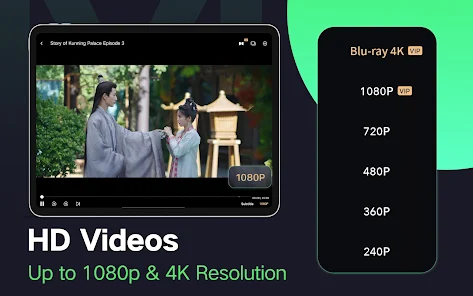 Story of Kunning Palace Episode 3
1080P
Subtitle 1080P
HD Videos
Up to 1080p & 4K Resolution
Blu-ray 4K VIP
1080P VIP
720P
480P
360P
240P